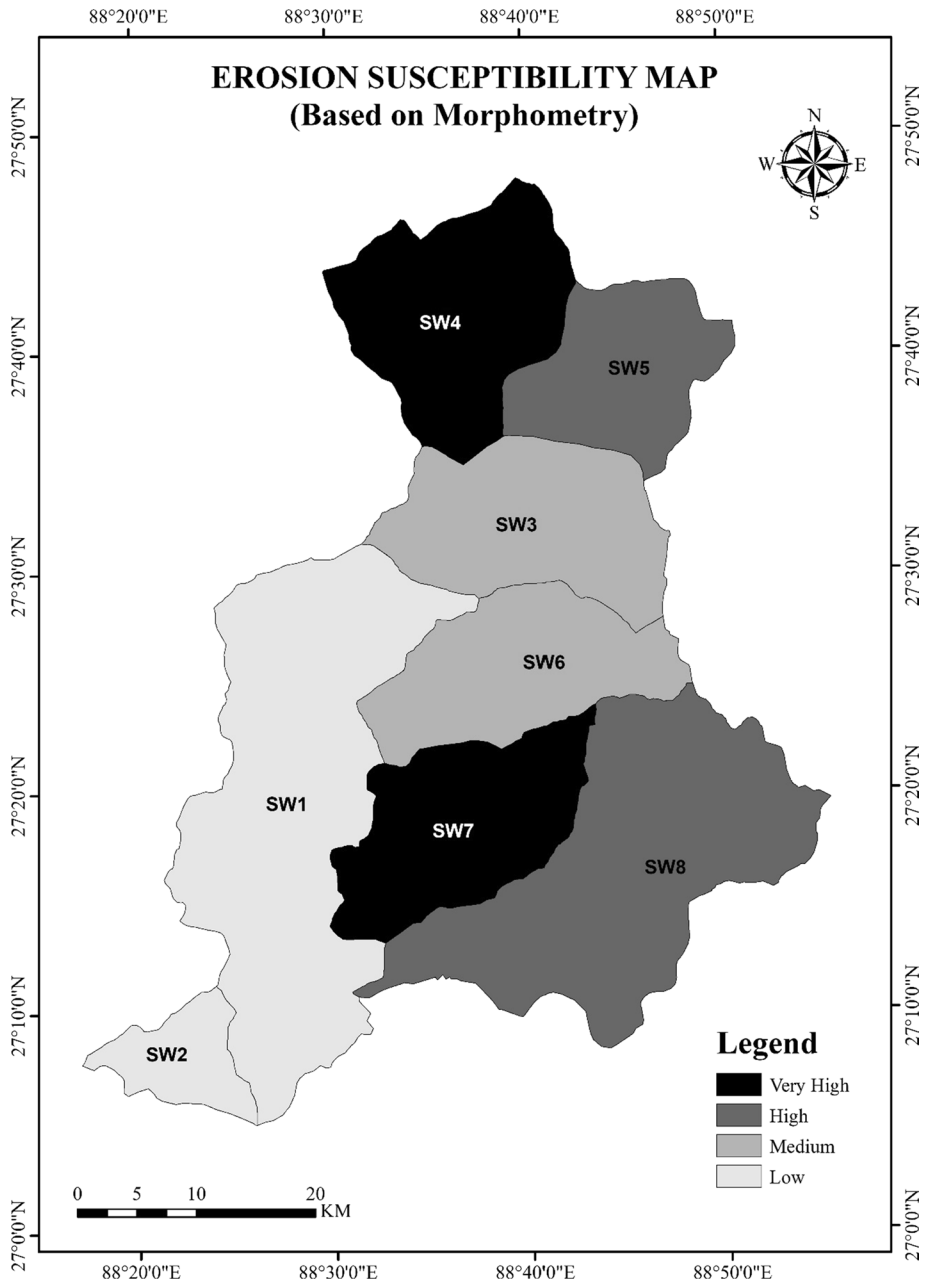 88°20'0"E 88°30'0"E 88°40'0"E 88°50'0"E
EROSION SUSCEPTIBILITY MAP
(Based on Morphometry)
N
W E
S
27°50'0"N 27°50'0"N
SW4
27°40'0"N 27°40'0"N
SW5
SW3
27°30'0"N 27°30'0"N
SW6
27°20'0"N 27°20'0"N
SW1
SW7
SW8
27°10'0"N 27°10'0"N
SW2
Legend
Very High
High
Medium
Low
0 5 10 20
KM
27°0'0"N 27°0'0"N
88°20'0"E 88°30'0"E 88°40'0"E 88°50'0"E